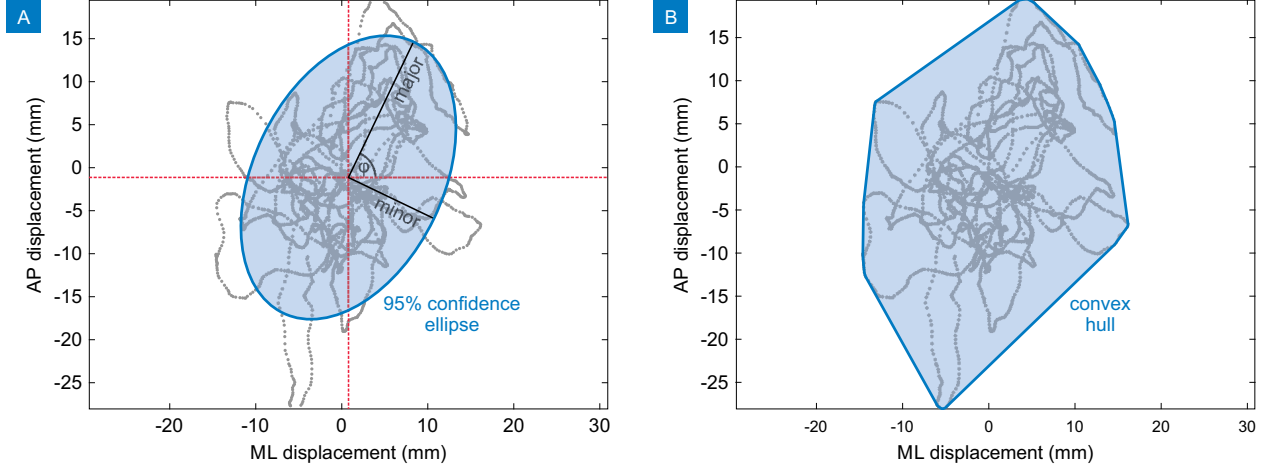 A
AP displacement (mm)
15
10
5
0
-5
-10
-15
-20
-25
major
φ
minor
95% confidence
ellipse
-20
-10
0
10
20
30
ML displacement (mm)
B
AP displacement (mm)
15
10
5
0
-5
-10
-15
-20
-25
convex
hull
-20
-10
0
10
20
30
ML displacement (mm)